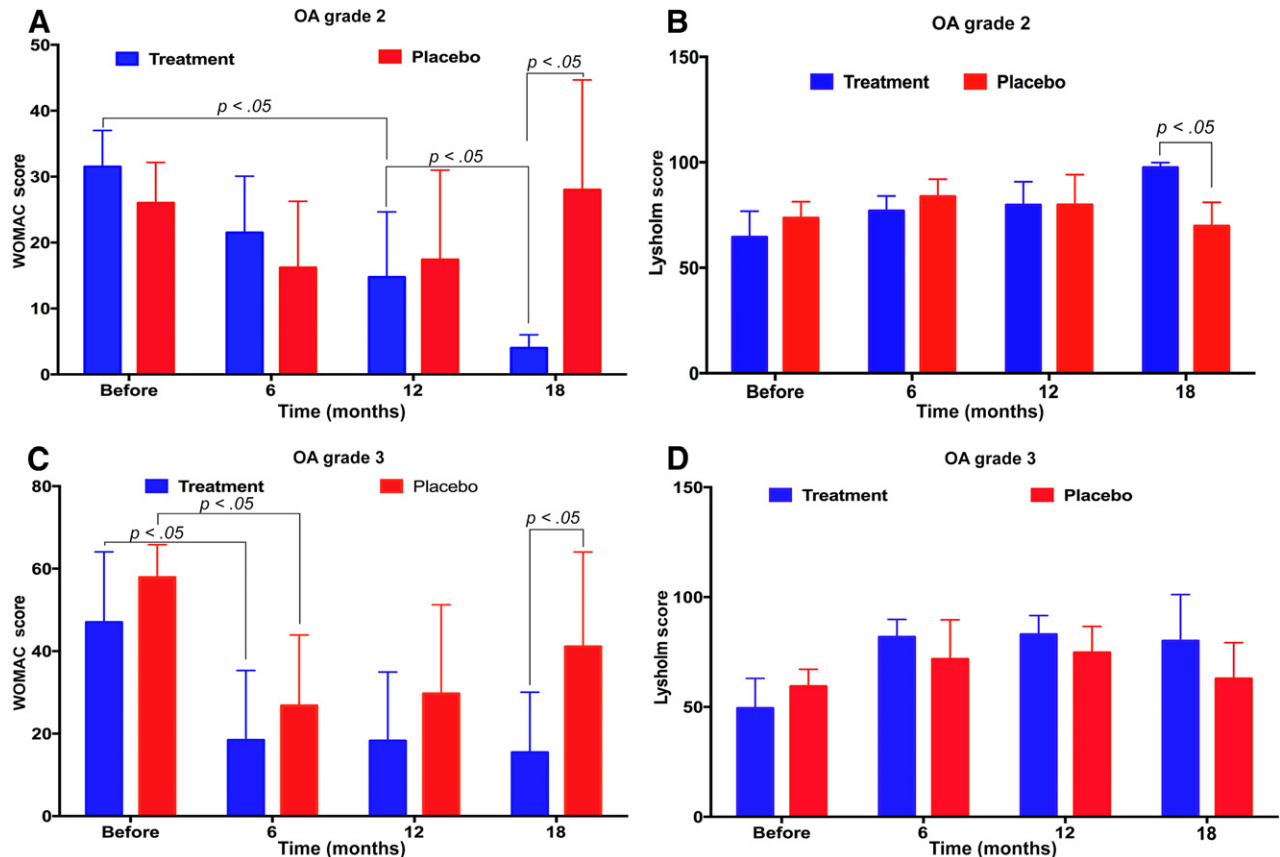 A
OA grade 2
Treatment
Placebo
WOMAC score
50
40
30
20
10
0
p < .05
p < .05
p < .05
Before
6
12
18
Time (months)
B
OA grade 2
Treatment
Placebo
Lysholm score
150
100
50
0
p < .05
Before
6
12
18
Time (months)
C
OA grade 3
Treatment
Placebo
WOMAC score
80
60
40
20
0
p < .05
p < .05
p < .05
Before
6
12
18
Time (months)
D
OA grade 3
Treatment
Placebo
Lysholm score
150
100
50
0
Before
6
12
18
Time (months)